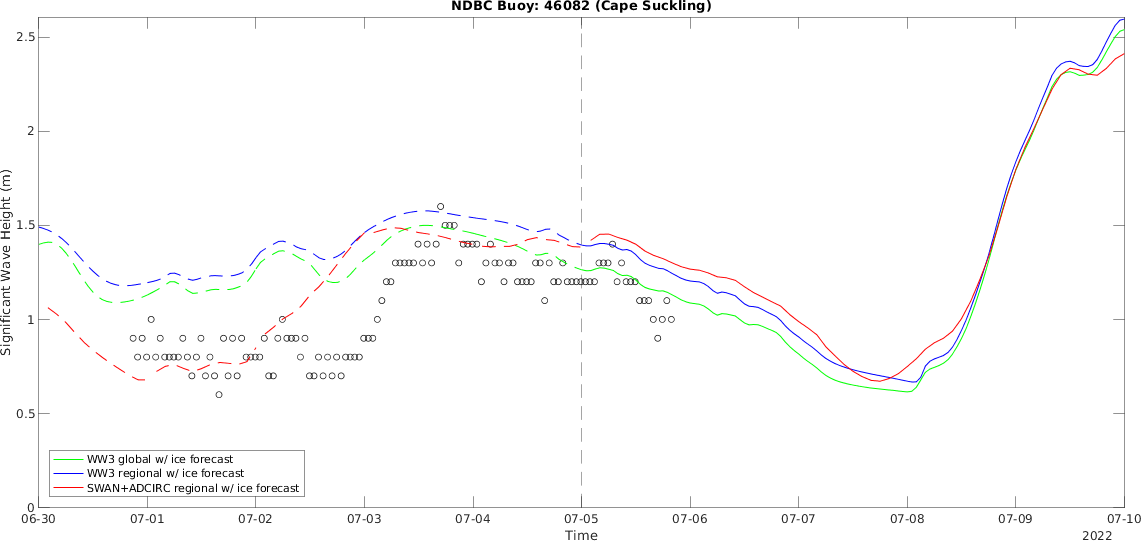 NDBC Buoy: 46082 (Cape Suckling)
Significant Wave Height (m)
2.5
2
1.5
1
0.5
0
WW3 global w/ ice forecast
WW3 regional w/ ice forecast
SWAN+ADCIRC regional w/ ice forecast
06-30 07-01 07-02 07-03 07-04 07-05 07-06 07-07 07-08 07-09 07-10
Time
2022